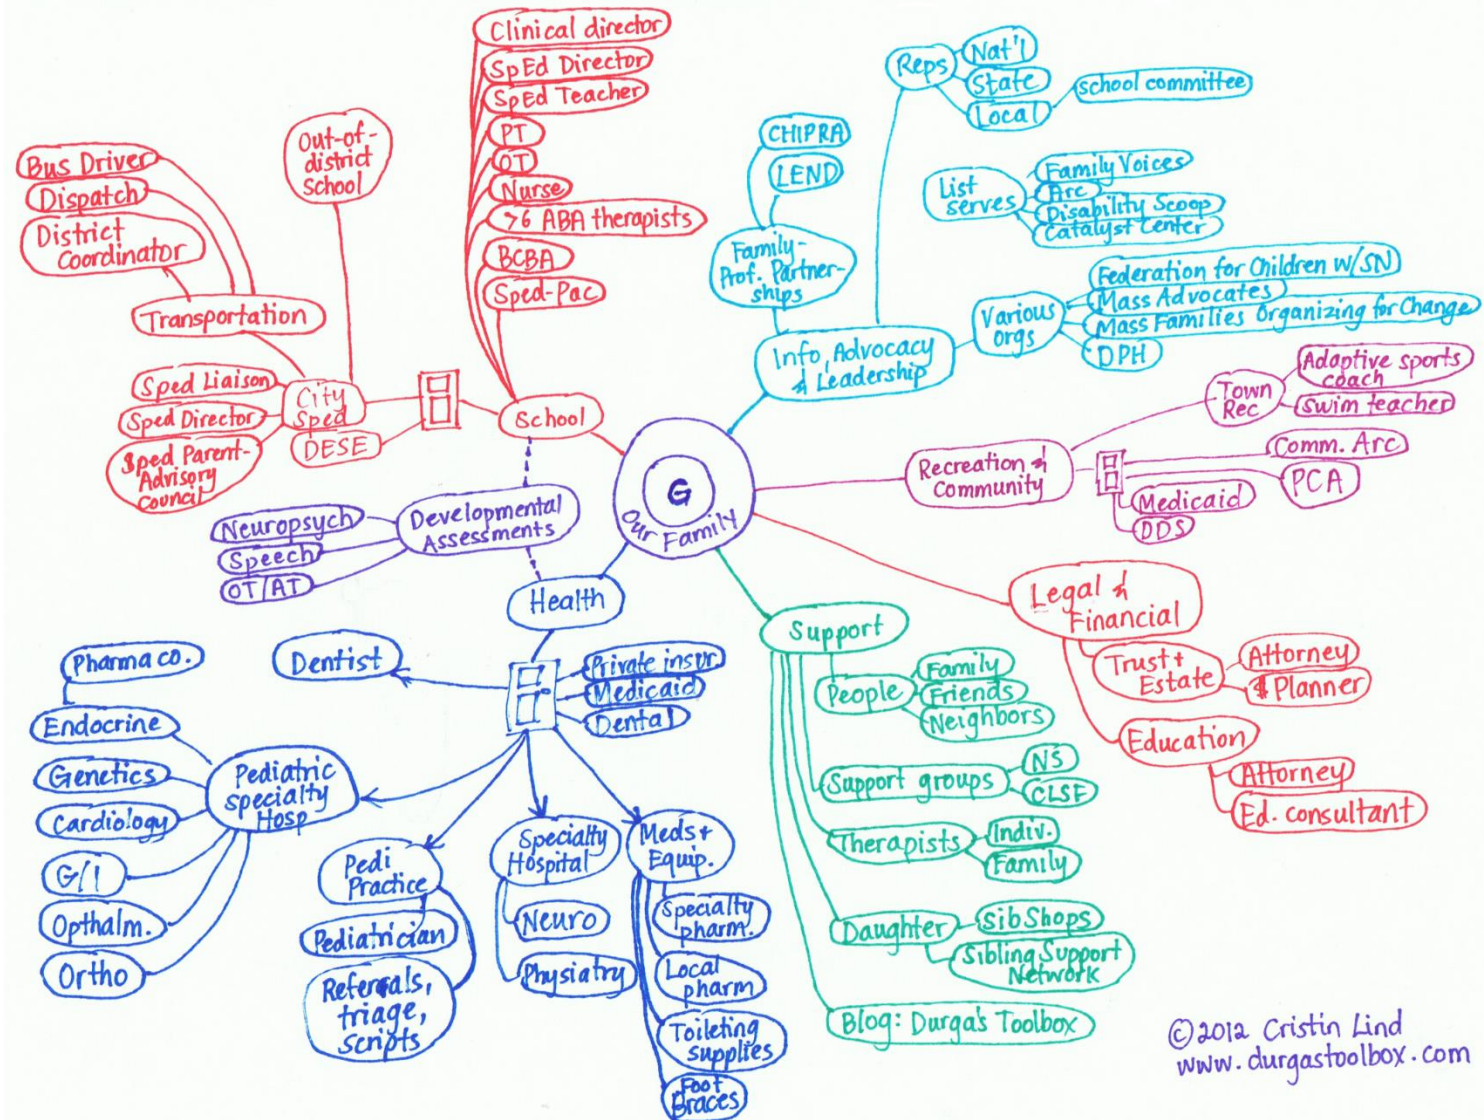 Clinical director
SpEd Director
SpEd Teacher
PT
OT
Nurse
>6 ABA therapists
BCBA
Sped-Pac
School
Out-of-
district
School
Bus Driver
Dispatch
District
Coordinator
Transportation
Sped Liaison
Sped Director
Sped Parent-
Advisory
Council
City
Sped
DESE
Reps
Nat'l
State
Local
school committee
CHIPRA
LEND
Family-
Prof. Partner-
ships
List
serves
Family Voices
Arc
Disability Scoop
Catalyst Center
Various
orgs
Federation for Children w/SN
Mass Advocates
Mass Families Organizing for Change
DPH
Info, Advocacy
& Leadership
G
Our Family
Recreation &
Community
Town
Rec
Adaptive sports
coach
Swim teacher
Comm. Arc
PCA
Medicaid
DDS
Developmental
Assessments
Neuropsych
Speech
OT/AT
Health
Private insur.
Medicaid
Dental
Dentist
Pharma co.
Endocrine
Genetics
Cardiology
G/I
Opthalm.
Ortho
Pediatric
specialty
Hosp
Pedi
Practice
Pediatrician
Referrals,
triage,
scripts
Specialty
Hospital
Neuro
Physiatry
Meds +
Equip.
Specialty
pharm.
Local
pharm
Toileting
supplies
Foot
Braces
Support
People
Family
Friends
Neighbors
Support groups
NS
CLSF
Therapists
Indiv.
Family
Daughter
SibShops
Sibling Support
Network
Blog: Durga's Toolbox
Legal &
Financial
Trust +
Estate
Attorney
$ Planner
Education
Attorney
Ed. consultant
©2012 Cristin Lind
www.durgastoolbox.com